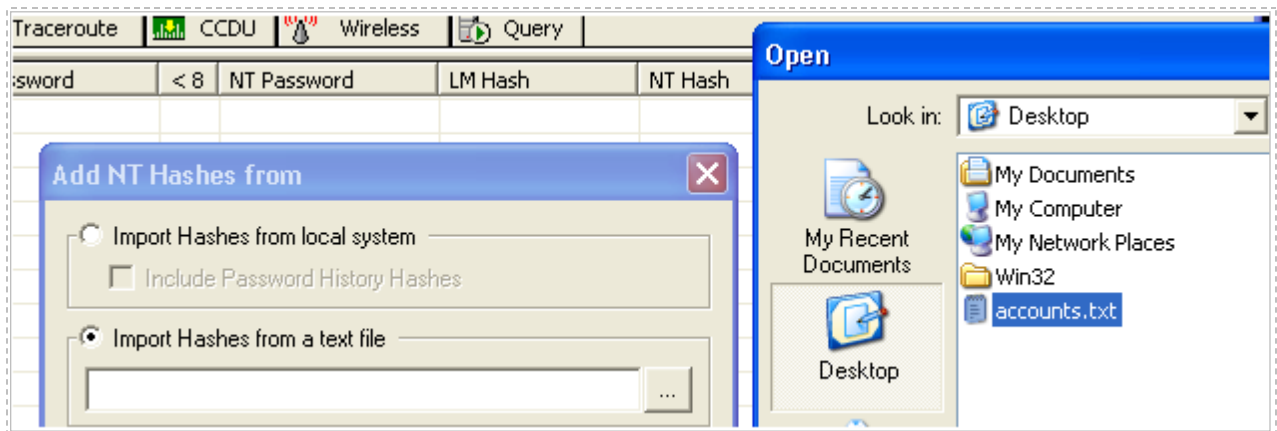 Traceroute CCDU Wireless Query
ssword < 8 NT Password LM Hash NT Hash
Add NT Hashes from
Import Hashes from local system
Include Password History Hashes
Import Hashes from a text file
...
Open
Look in: Desktop
My Recent
Documents
Desktop
My Documents
My Computer
My Network Places
Win32
accounts.txt